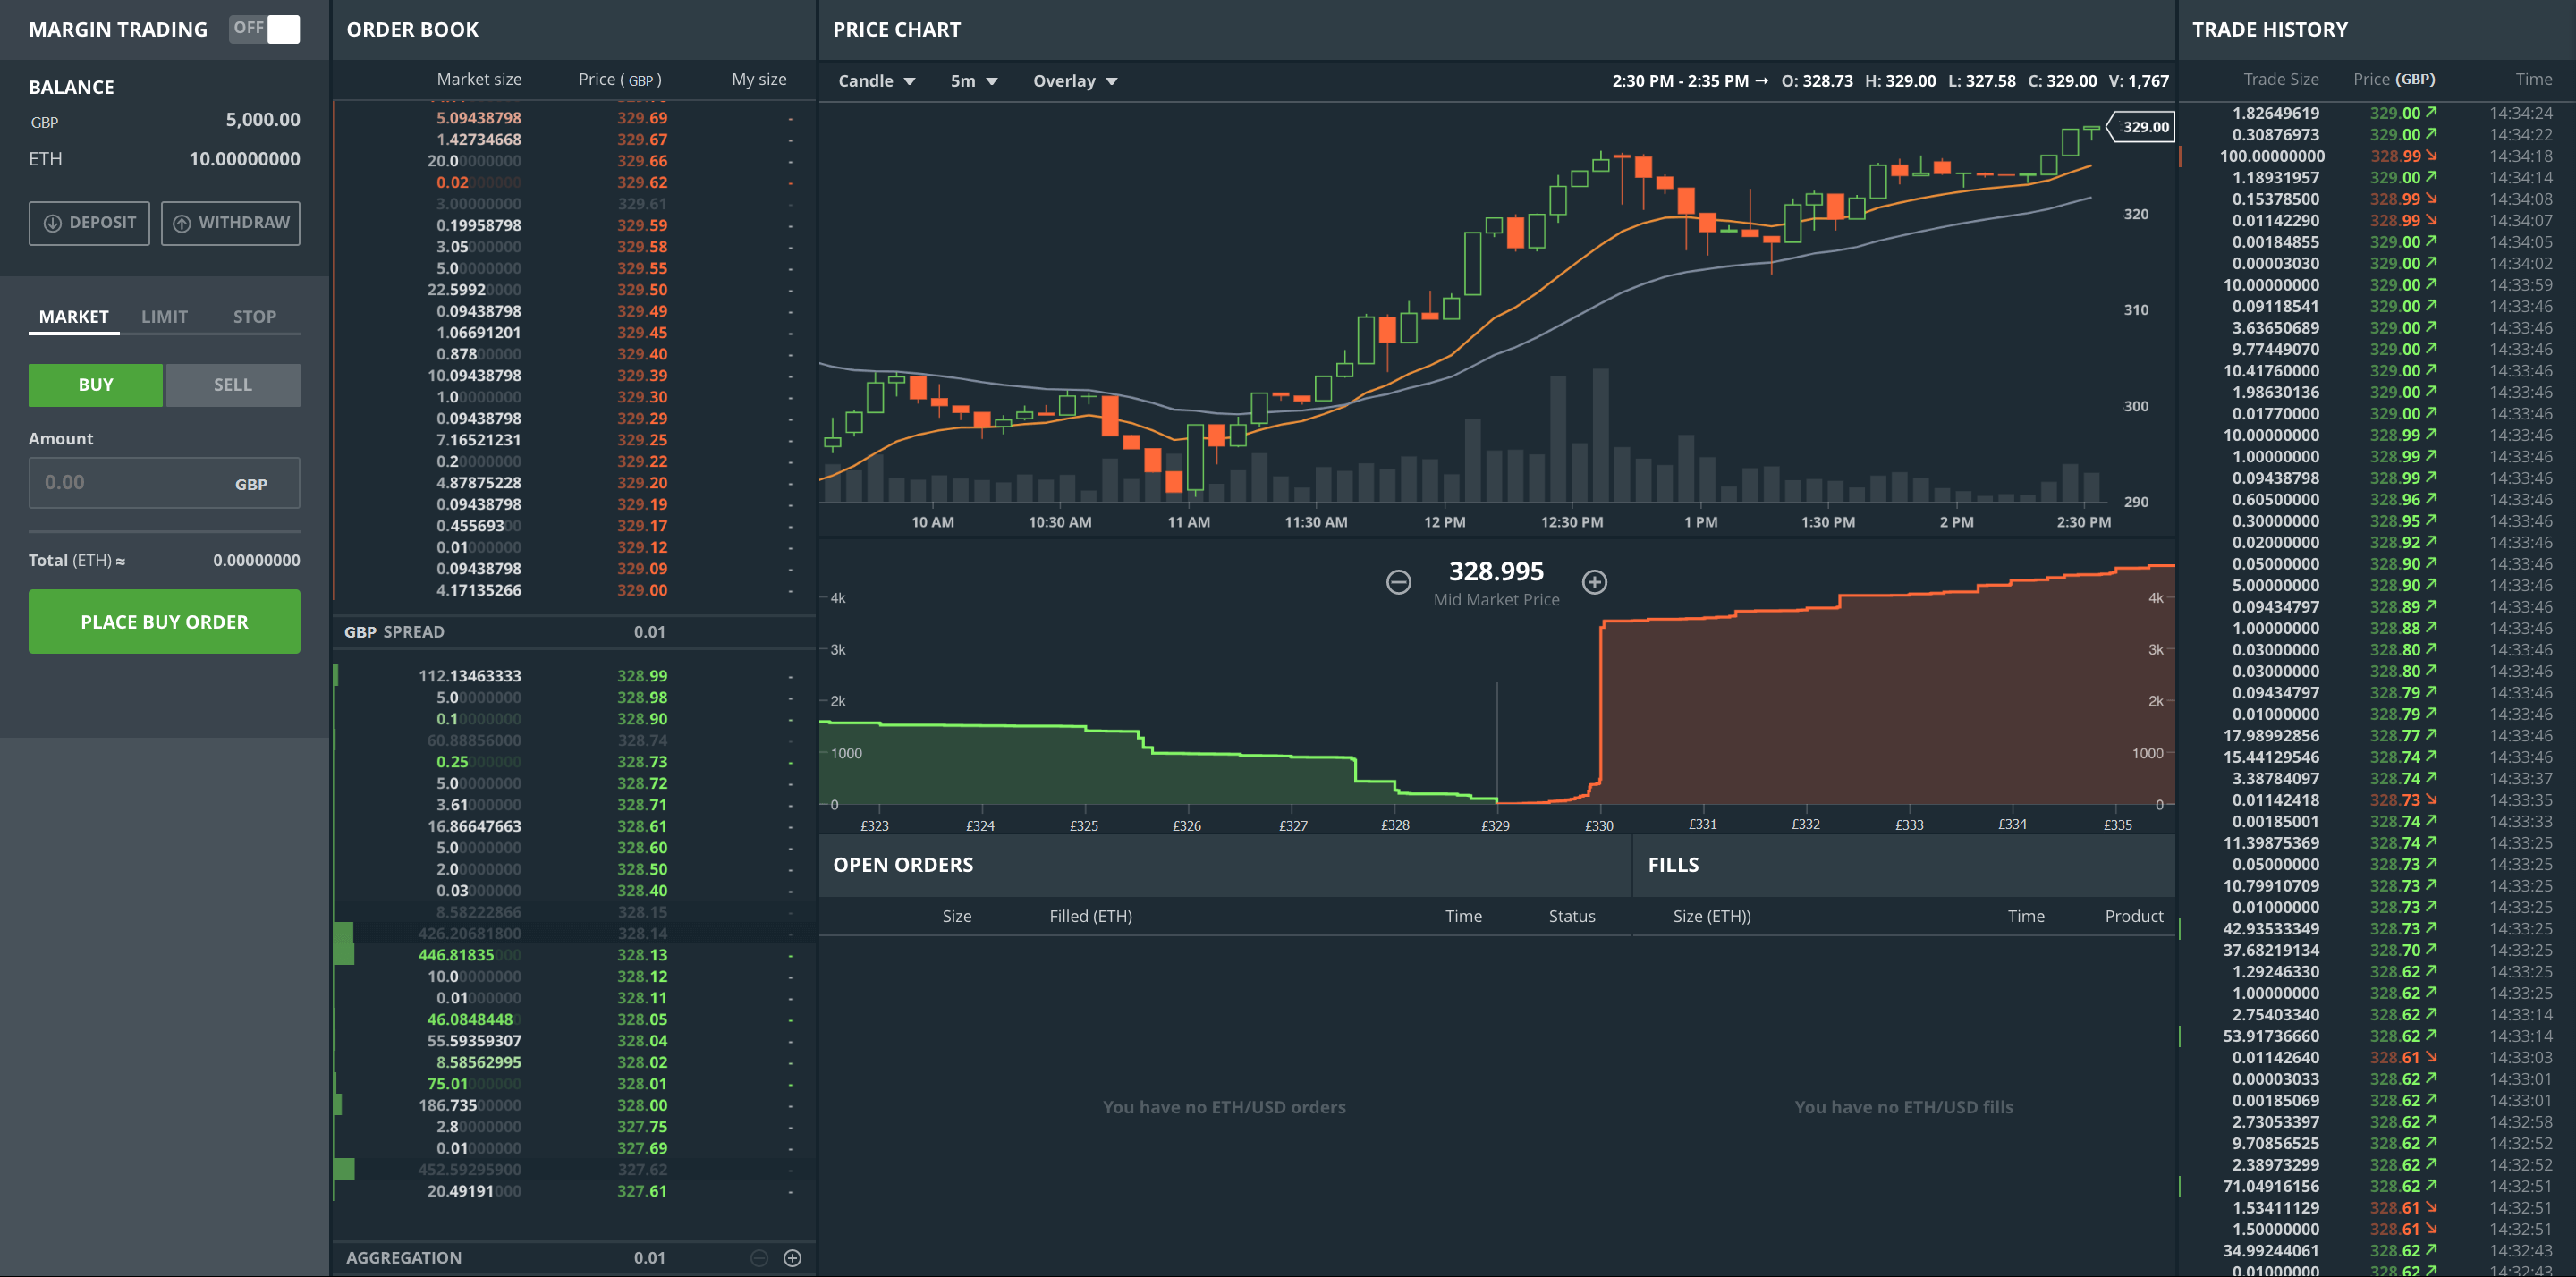 MARGIN TRADING OFF
BALANCE
GBP 5,000.00
ETH 10.00000000
DEPOSIT WITHDRAW
MARKET LIMIT STOP
BUY SELL
Amount
0.00 GBP
Total (ETH) ≈ 0.00000000
PLACE BUY ORDER
ORDER BOOK
Market size Price ( GBP ) My size
5.09438798 329.69 -
1.42734668 329.67 -
20.00000000 329.66 -
0.02000000 329.62 -
3.00000000 329.61 -
0.19958798 329.59 -
3.05000000 329.58 -
5.00000000 329.55 -
22.59920000 329.50 -
0.09438798 329.49 -
1.06691201 329.45 -
0.87800000 329.40 -
10.09438798 329.39 -
1.00000000 329.30 -
0.09438798 329.29 -
7.16521231 329.25 -
0.20000000 329.22 -
4.87875228 329.20 -
0.09438798 329.19 -
0.45569300 329.17 -
0.01000000 329.12 -
0.09438798 329.09 -
4.17135266 329.00 -
GBP SPREAD 0.01
112.13463333 328.99 -
5.00000000 328.98 -
0.10000000 328.90 -
60.88856000 328.74 -
0.25000000 328.73 -
5.00000000 328.72 -
3.61000000 328.71 -
16.86647663 328.61 -
5.00000000 328.60 -
2.00000000 328.50 -
0.03000000 328.40 -
8.58222866 328.15 -
426.20681800 328.14 -
446.81835000 328.13 -
10.00000000 328.12 -
0.01000000 328.11 -
46.08484480 328.05 -
55.59359307 328.04 -
8.58562995 328.02 -
75.01000000 328.01 -
186.73500000 328.00 -
2.80000000 327.75 -
0.01000000 327.69 -
452.59295900 327.62 -
20.49191000 327.61 -
AGGREGATION 0.01
PRICE CHART
Candle 5m Overlay 2:30 PM - 2:35 PM → O: 328.73 H: 329.00 L: 327.58 C: 329.00 V: 1,767
329.00
320
310
300
290
10 AM 10:30 AM 11 AM 11:30 AM 12 PM 12:30 PM 1 PM 1:30 PM 2 PM 2:30 PM
328.995
Mid Market Price
4k 4k
3k 3k
2k 2k
1000 1000
0 0
£323 £324 £325 £326 £327 £328 £329 £330 £331 £332 £333 £334 £335
OPEN ORDERS
Size Filled (ETH) Time Status
You have no ETH/USD orders
FILLS
Size (ETH)) Time Product
You have no ETH/USD fills
TRADE HISTORY
Trade Size Price (GBP) Time
1.82649619 329.00 ↗ 14:34:24
0.30876973 329.00 ↗ 14:34:22
100.00000000 328.99 ↘ 14:34:18
1.18931957 329.00 ↗ 14:34:14
0.15378500 328.99 ↘ 14:34:08
0.01142290 328.99 ↘ 14:34:07
0.00184855 329.00 ↗ 14:34:05
0.00003030 329.00 ↗ 14:34:02
10.00000000 329.00 ↗ 14:33:59
0.09118541 329.00 ↗ 14:33:46
3.63650689 329.00 ↗ 14:33:46
9.77449070 329.00 ↗ 14:33:46
10.41760000 329.00 ↗ 14:33:46
1.98630136 329.00 ↗ 14:33:46
0.01770000 329.00 ↗ 14:33:46
10.00000000 328.99 ↗ 14:33:46
1.00000000 328.99 ↗ 14:33:46
0.09438798 328.99 ↗ 14:33:46
0.60500000 328.96 ↗ 14:33:46
0.30000000 328.95 ↗ 14:33:46
0.02000000 328.92 ↗ 14:33:46
0.05000000 328.90 ↗ 14:33:46
5.00000000 328.90 ↗ 14:33:46
0.09434797 328.89 ↗ 14:33:46
1.00000000 328.88 ↗ 14:33:46
0.03000000 328.80 ↗ 14:33:46
0.03000000 328.80 ↗ 14:33:46
0.09434797 328.79 ↗ 14:33:46
0.01000000 328.79 ↗ 14:33:46
17.98992856 328.77 ↗ 14:33:46
15.44129546 328.74 ↗ 14:33:46
3.38784097 328.74 ↗ 14:33:37
0.01142418 328.73 ↘ 14:33:35
0.00185001 328.74 ↗ 14:33:33
11.39875369 328.74 ↗ 14:33:25
0.05000000 328.73 ↗ 14:33:25
10.79910709 328.73 ↗ 14:33:25
0.01000000 328.73 ↗ 14:33:25
42.93533349 328.73 ↗ 14:33:25
37.68219134 328.70 ↗ 14:33:25
1.29246330 328.62 ↗ 14:33:25
1.00000000 328.62 ↗ 14:33:25
2.75403340 328.62 ↗ 14:33:14
53.91736660 328.62 ↗ 14:33:14
0.01142640 328.61 ↘ 14:33:03
0.00003033 328.62 ↗ 14:33:01
0.00185069 328.62 ↗ 14:33:01
2.73053397 328.62 ↗ 14:32:58
9.70856525 328.62 ↗ 14:32:52
2.38973299 328.62 ↗ 14:32:52
71.04916156 328.62 ↗ 14:32:51
1.53411129 328.61 ↘ 14:32:51
1.50000000 328.61 ↘ 14:32:51
34.99244061 328.62 ↗ 14:32:43
0.01000000 328.62 ↗ 14:32:43